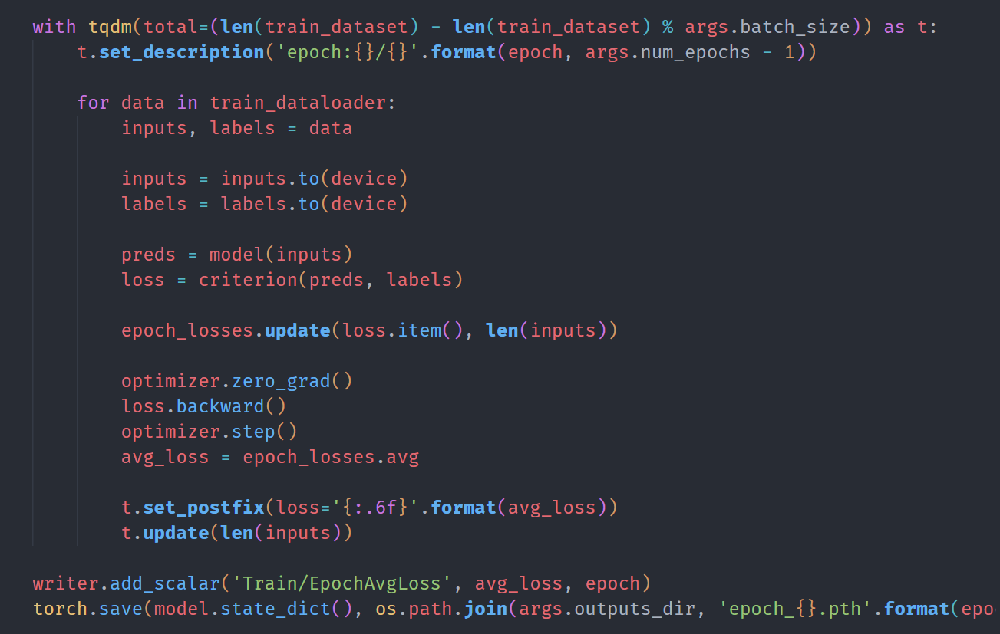 with tqdm(total=(len(train_dataset) - len(train_dataset) % args.batch_size)) as t:
    t.set_description('epoch:{}/{}'.format(epoch, args.num_epochs - 1))

    for data in train_dataloader:
        inputs, labels = data

        inputs = inputs.to(device)
        labels = labels.to(device)

        preds = model(inputs)
        loss = criterion(preds, labels)

        epoch_losses.update(loss.item(), len(inputs))

        optimizer.zero_grad()
        loss.backward()
        optimizer.step()
        avg_loss = epoch_losses.avg

        t.set_postfix(loss='{:.6f}'.format(avg_loss))
        t.update(len(inputs))

writer.add_scalar('Train/EpochAvgLoss', avg_loss, epoch)
torch.save(model.state_dict(), os.path.join(args.outputs_dir, 'epoch_{}.pth'.format(epo